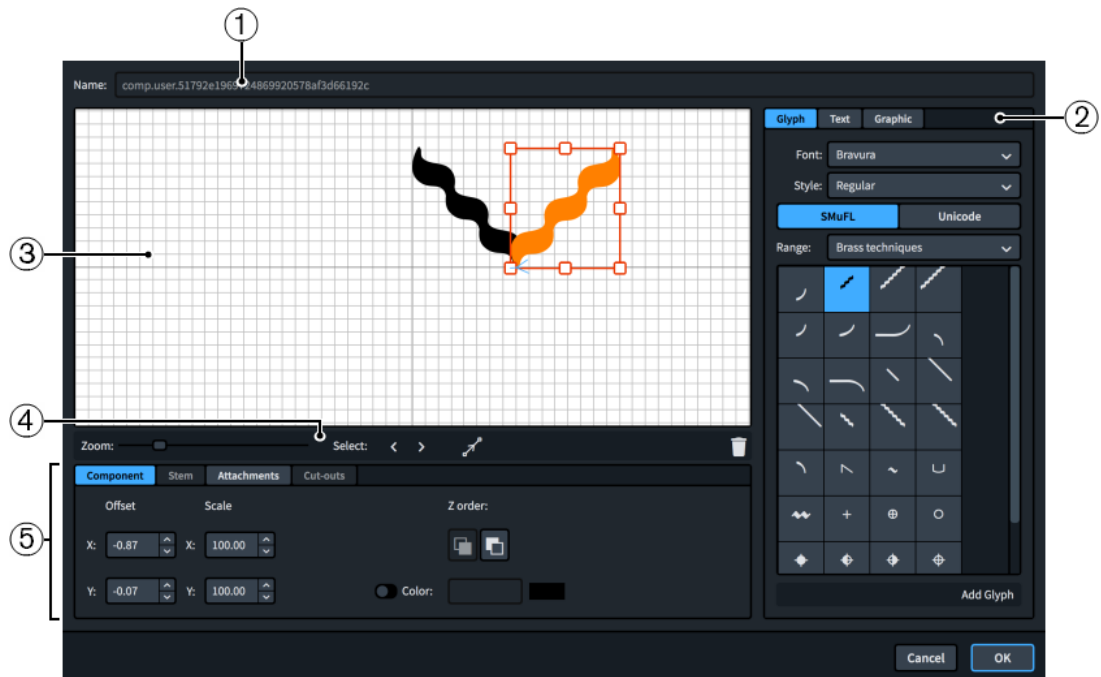 1
Name: comp.user.51792e1969124869920578af3d66192c
Glyph Text Graphic
2
Font: Bravura
Style: Regular
SMuFL Unicode
3
Range: Brass techniques
4
Zoom: Select:
Component Stem Attachments Cut-outs
Offset Scale Z order:
5
X: -0.87 X: 100.00
Y: -0.07 Y: 100.00 Color:
Add Glyph
Cancel OK